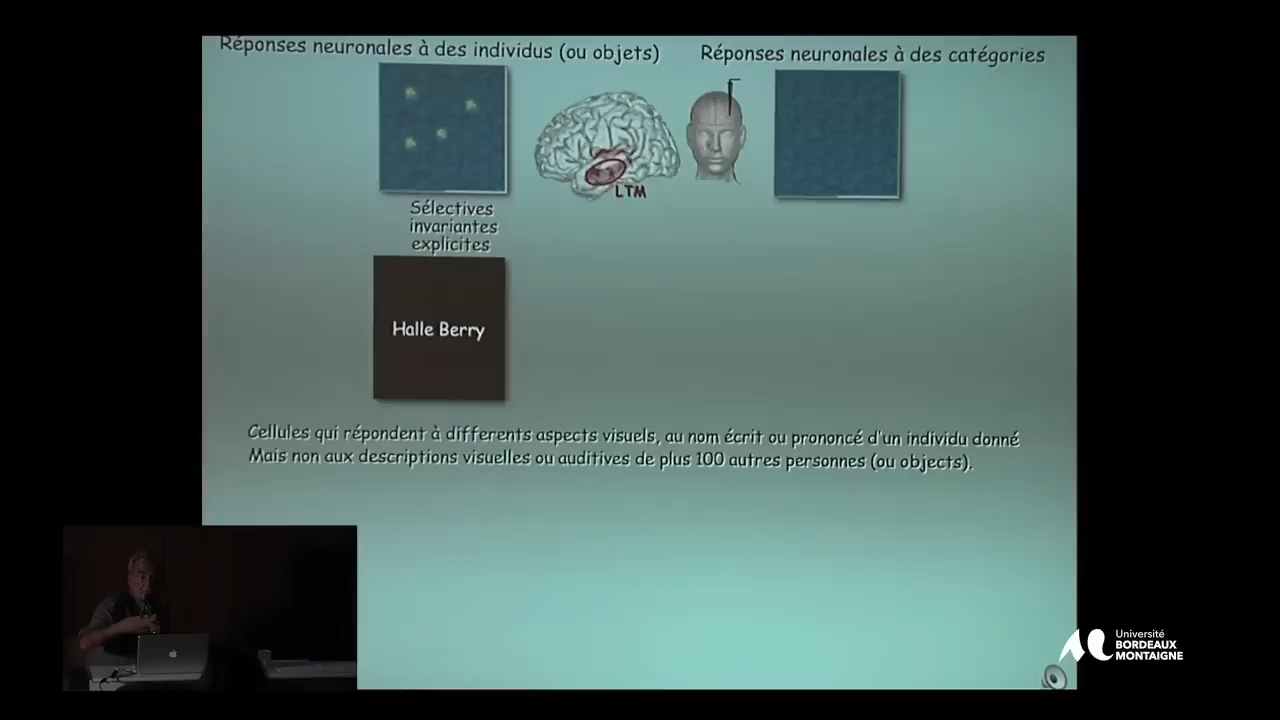 Réponses neuronales à des individus (ou objets)
Réponses neuronales à des catégories
LTM
Sélectives
invariantes
explicites
Halle Berry
Cellules qui répondent à differents aspects visuels, au nom écrit ou prononcé d'un individu donné
Mais non aux descriptions visuelles ou auditives de plus 100 autres personnes (ou objects).
Université
BORDEAUX
MONTAIGNE